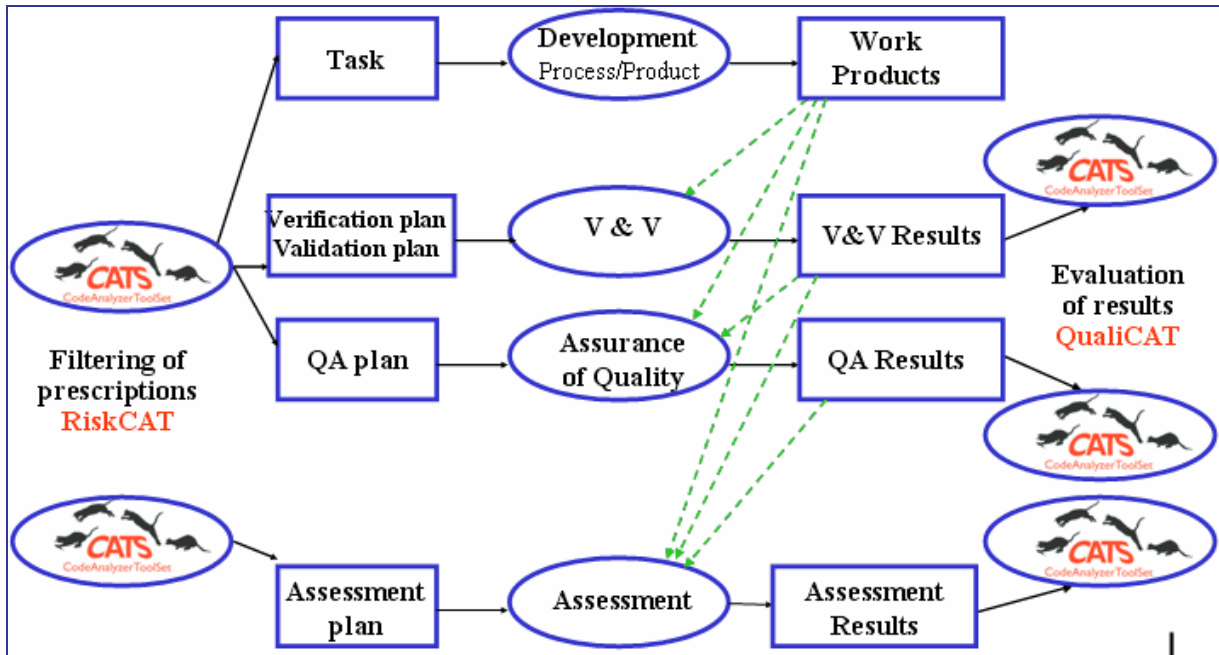 Task
Development
Process/Product
Work
Products
CATS
CodeAnalyzerToolSet
Verification plan
Validation plan
V & V
V&V Results
CATS
CodeAnalyzerToolSet
Filtering of
prescriptions
RiskCAT
QA plan
Assurance
of Quality
QA Results
Evaluation
of results
QualiCAT
CATS
CodeAnalyzerToolSet
CATS
CodeAnalyzerToolSet
Assessment
plan
Assessment
Assessment
Results
CATS
CodeAnalyzerToolSet